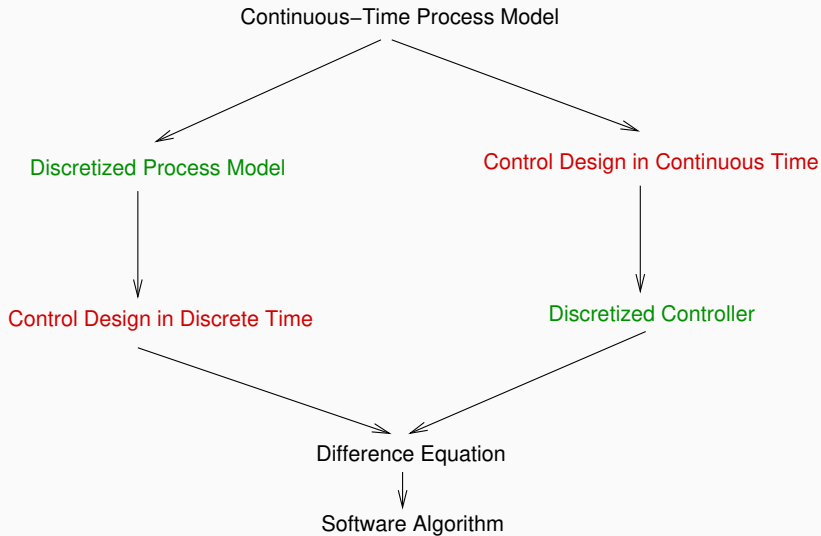 Continuous−Time Process Model
Discretized Process Model
Control Design in Continuous Time
Control Design in Discrete Time
Discretized Controller
Difference Equation
Software Algorithm